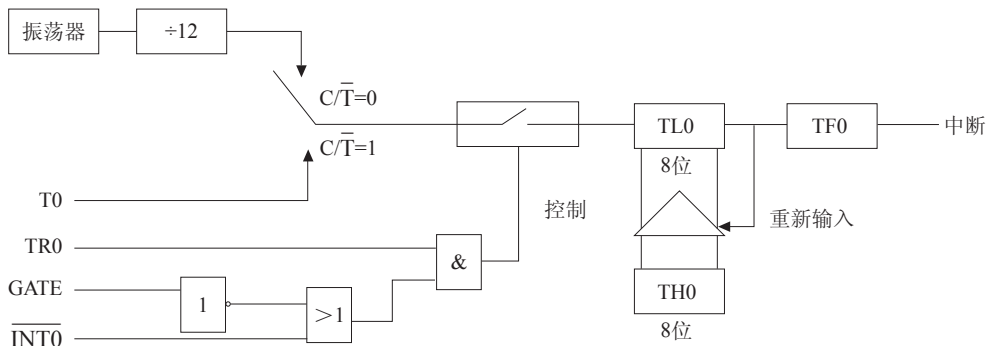 振荡器
÷12
C/T̅=0
C/T̅=1
T0
TR0
GATE
I̅N̅T̅0̅
1
>1
&
控制
TL0
8位
TF0
中断
重新输入
TH0
8位